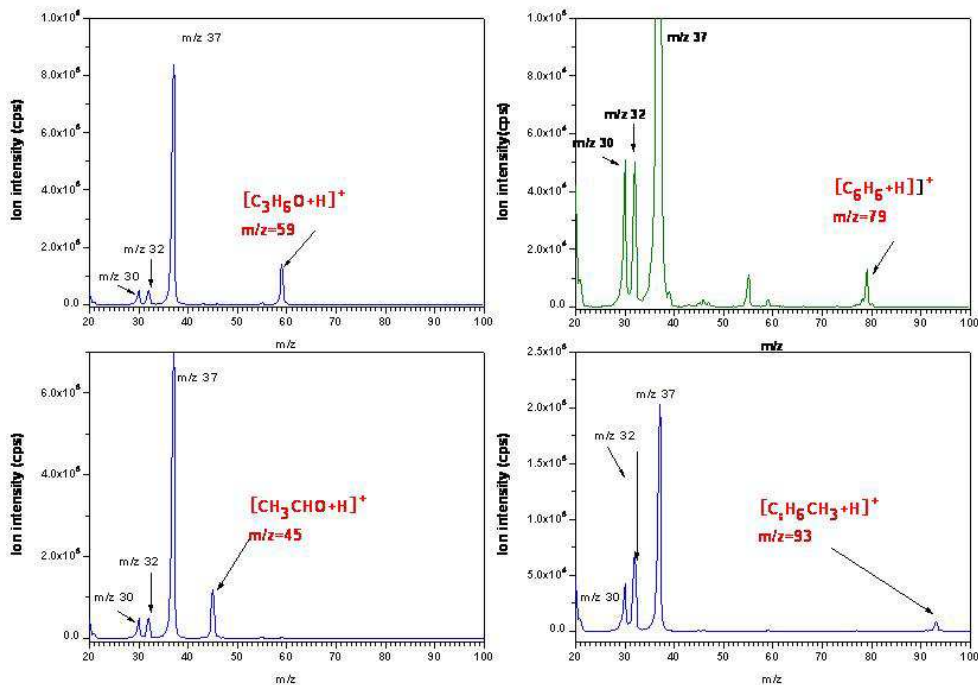 1.0x10⁶
8.0x10⁶
6.0x10⁶
4.0x10⁶
2.0x10⁶
0.0
Ion intensity (cps)
m/z 37
m/z 32
m/z 30
[C₃H₆O+H]⁺
m/z=59
20 30 40 50 60 70 80 90 100
m/z
1.0x10⁶
8.0x10⁶
6.0x10⁶
4.0x10⁶
2.0x10⁶
0.0
Ion intensity(cps)
m/z 37
m/z 32
m/z 30
[C₆H₆+H]]⁺
m/z=79
20 30 40 50 60 70 80 90 100
m/z
6.0x10⁶
4.0x10⁶
2.0x10⁶
0.0
Ion intensity (cps)
m/z 37
m/z 32
m/z 30
[CH₃CHO+H]⁺
m/z=45
20 30 40 50 60 70 80 90 100
m/z
2.5x10⁶
2.0x10⁶
1.5x10⁶
1.0x10⁶
5.0x10⁵
0.0
Ion intensity (cps)
m/z 37
m/z 32
m/z 30
[C:H₆CH₃+H]⁺
m/z=93
20 30 40 50 60 70 80 90 100
m/z